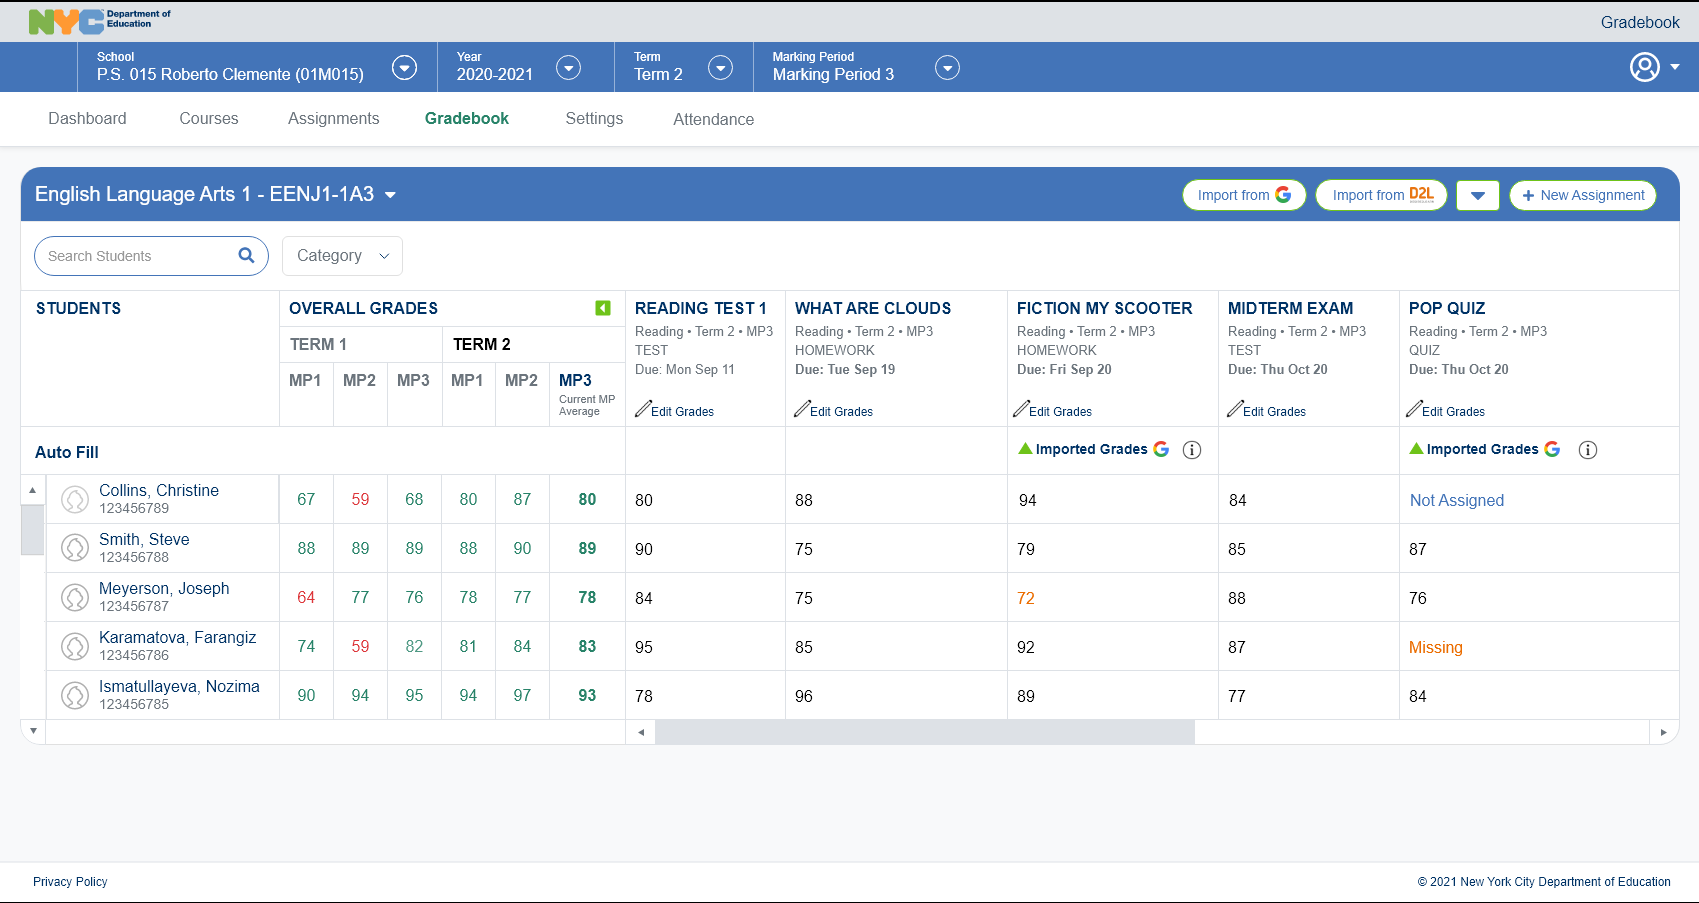 NYC Department of
Education
Gradebook
School
P.S. 015 Roberto Clemente (01M015)
Year
2020-2021
Term
Term 2
Marking Period
Marking Period 3
Dashboard Courses Assignments Gradebook Settings Attendance
English Language Arts 1 - EENJ1-1A3
Import from G
Import from D2L
+ New Assignment
Search Students
Category
STUDENTS
OVERALL GRADES
TERM 1 TERM 2
MP1 MP2 MP3 MP1 MP2 MP3
Current MP
Average
READING TEST 1
Reading • Term 2 • MP3
TEST
Due: Mon Sep 11
Edit Grades
WHAT ARE CLOUDS
Reading • Term 2 • MP3
HOMEWORK
Due: Tue Sep 19
Edit Grades
FICTION MY SCOOTER
Reading • Term 2 • MP3
HOMEWORK
Due: Fri Sep 20
Edit Grades
MIDTERM EXAM
Reading • Term 2 • MP3
TEST
Due: Thu Oct 20
Edit Grades
POP QUIZ
Reading • Term 2 • MP3
QUIZ
Due: Thu Oct 20
Edit Grades
Auto Fill
Imported Grades G i
Imported Grades G i
Collins, Christine
123456789
67 59 68 80 87 80 80 88 94 84 Not Assigned
Smith, Steve
123456788
88 89 89 88 90 89 90 75 79 85 87
Meyerson, Joseph
123456787
64 77 76 78 77 78 84 75 72 88 76
Karamatova, Farangiz
123456786
74 59 82 81 84 83 95 85 92 87 Missing
Ismatullayeva, Nozima
123456785
90 94 95 94 97 93 78 96 89 77 84
Privacy Policy
© 2021 New York City Department of Education